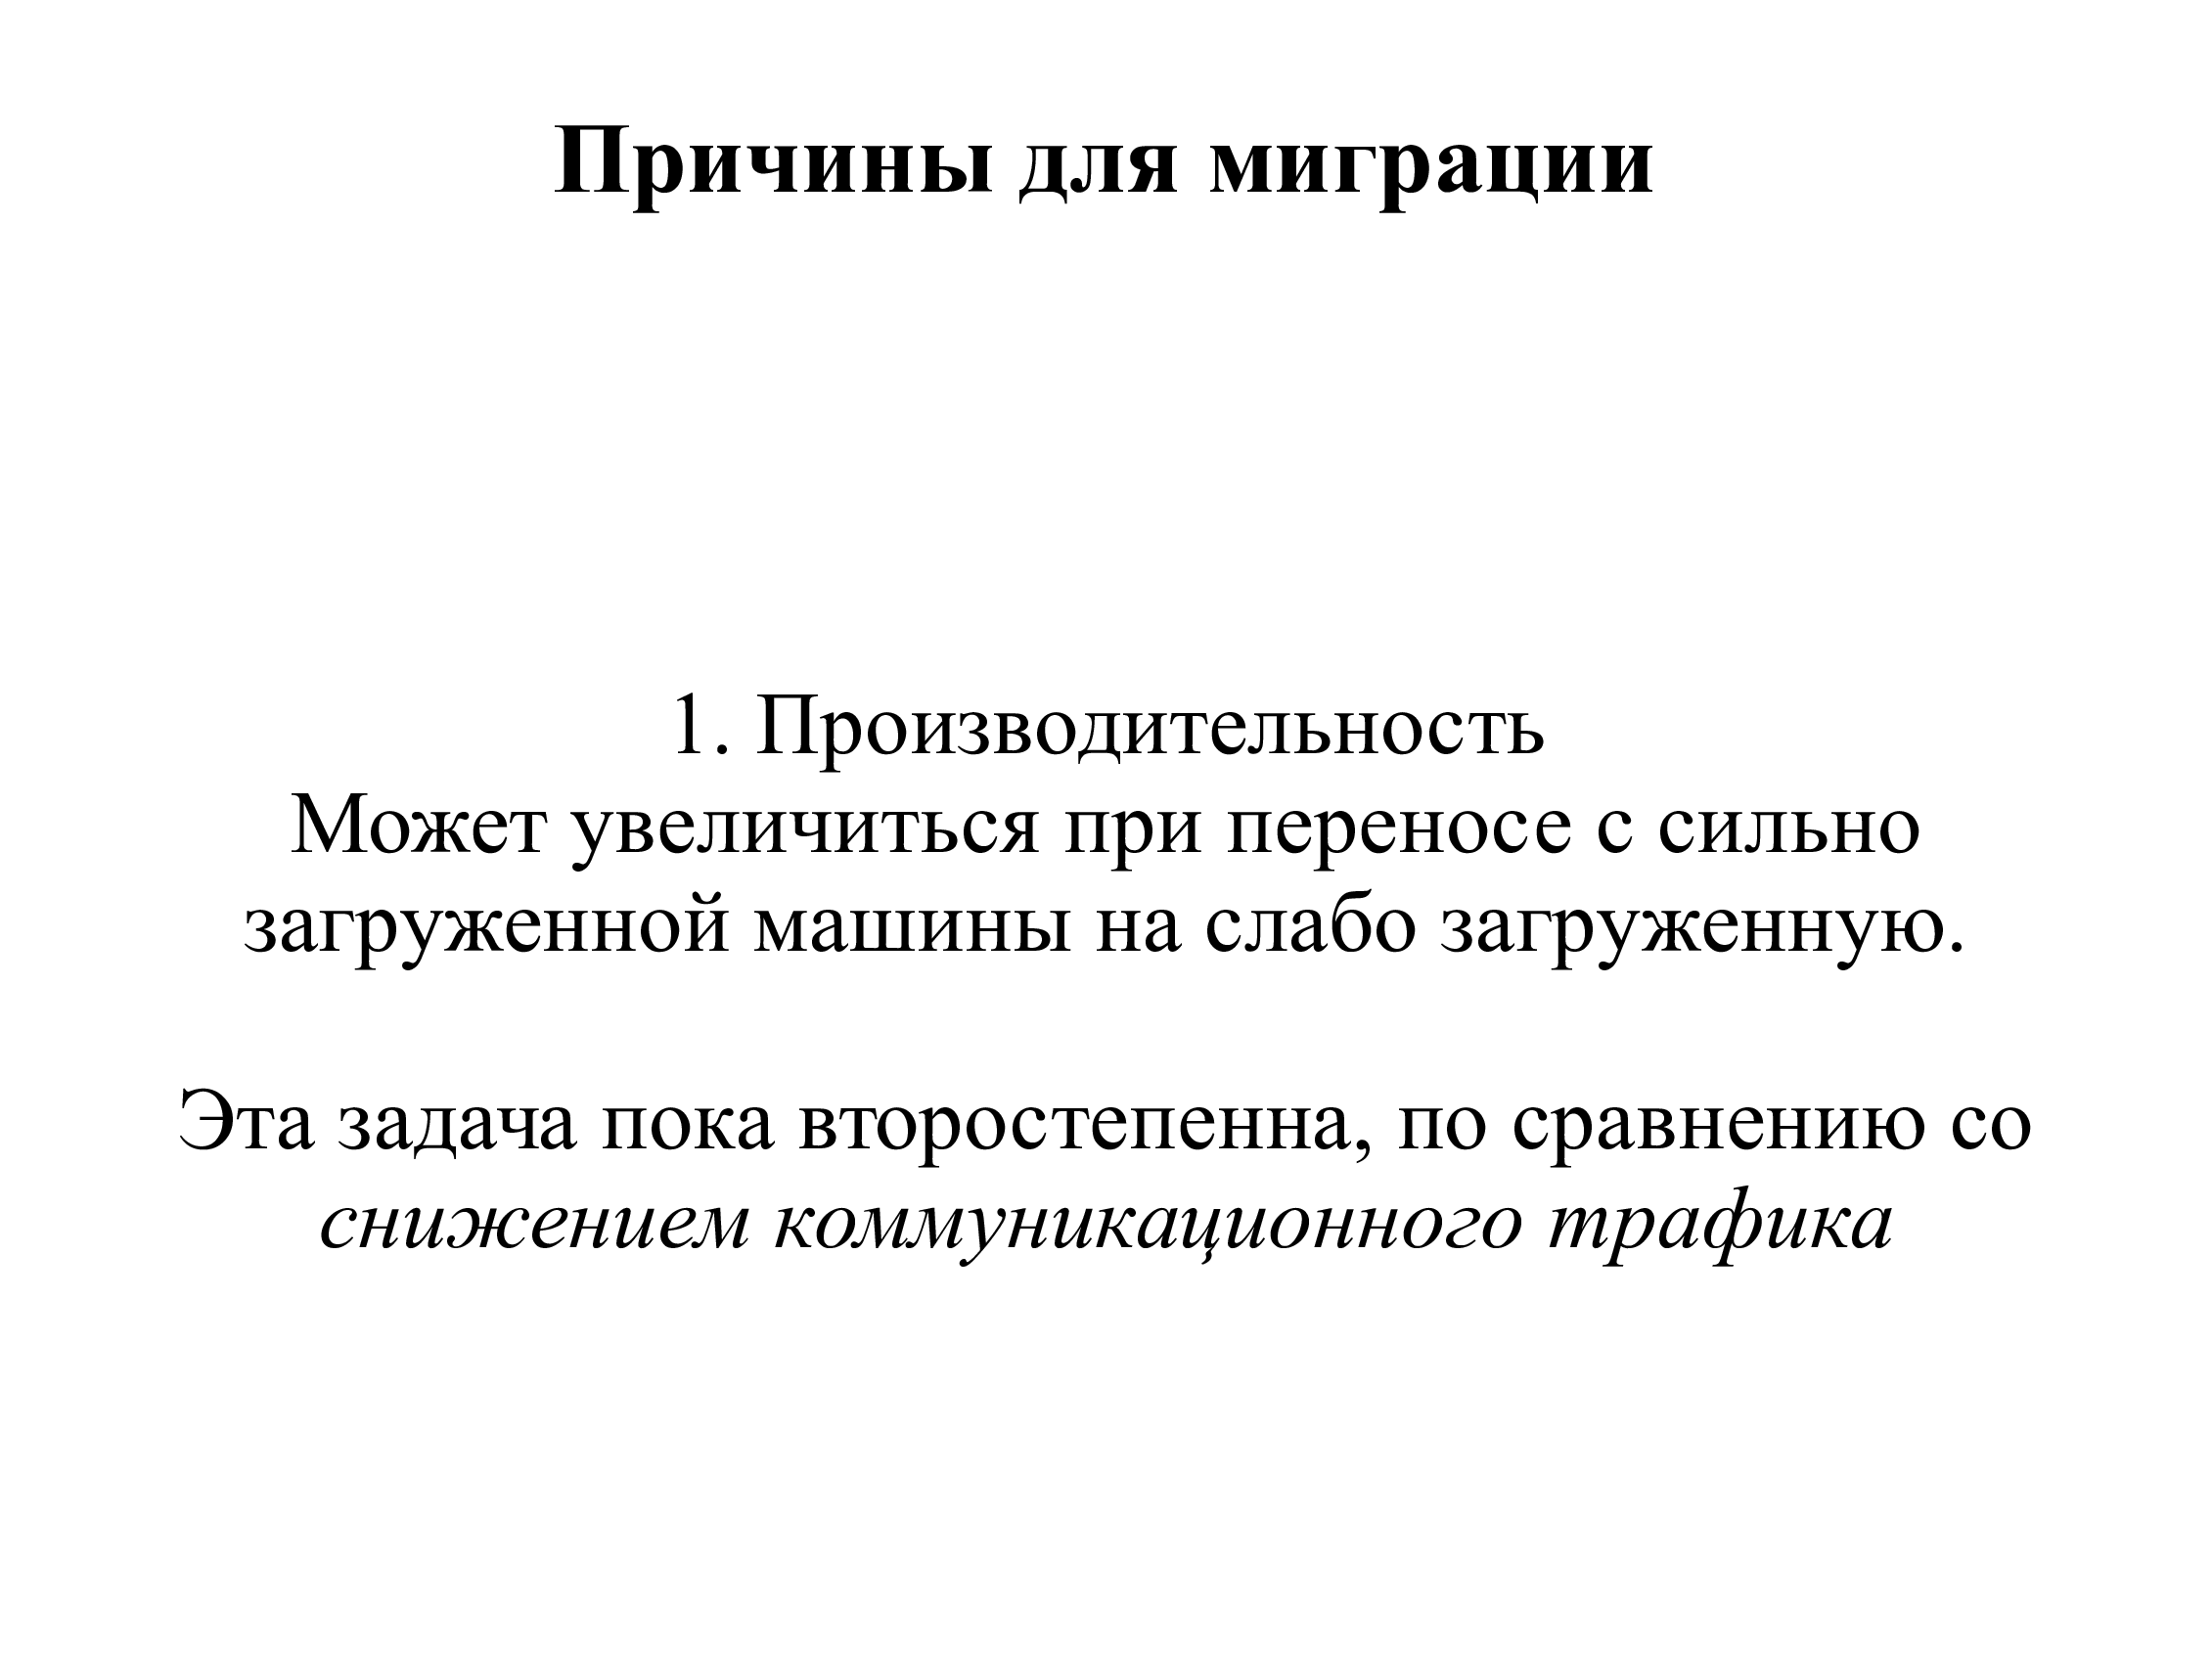 Причины для миграции
1. Производительность
Может увеличиться при переносе с сильно
загруженной машины на слабо загруженную.
Эта задача пока второстепенна, по сравнению со
снижением коммуникационного трафика